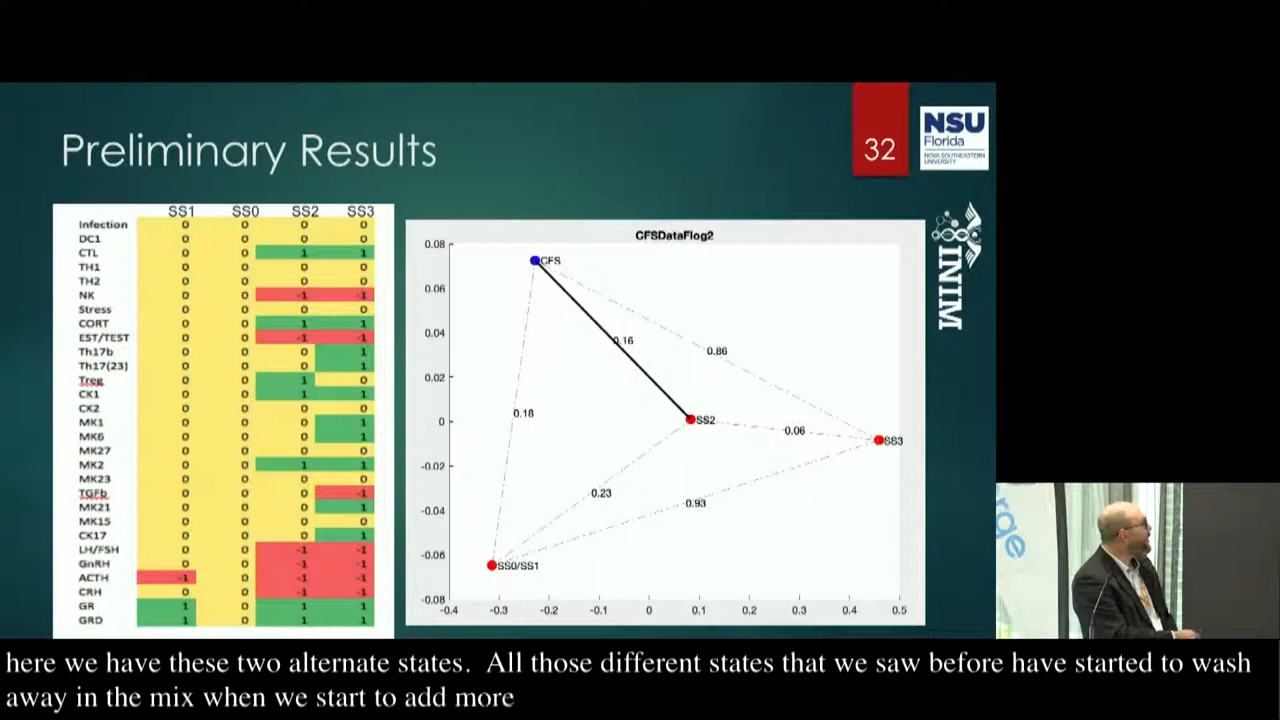 Preliminary Results
32
NSU
Florida
NOVA SOUTHEASTERN
UNIVERSITY
INIM
SS1 SS0 SS2 SS3
Infection 0 0 0 0
DC1 0 0 0 0
CTL 0 0 1 1
TH1 0 0 0 0
TH2 0 0 0 0
NK 0 0 -1 -1
Stress 0 0 0 0
CORT 0 0 1 1
EST/TEST 0 0 -1 -1
Th17b 0 0 0 1
Th17(23) 0 0 0 1
Treg 0 0 1 0
CK1 0 0 1 1
CK2 0 0 0 0
MK1 0 0 0 1
MK6 0 0 0 1
MK27 0 0 0 0
MK2 0 0 1 1
MK23 0 0 0 0
TGFb 0 0 0 -1
MK21 0 0 0 1
MK15 0 0 0 0
CK17 0 0 0 1
LH/FSH 0 0 -1 -1
GnRH 0 0 -1 -1
ACTH -1 0 -1 -1
CRH 0 0 -1 -1
GR 1 0 1 1
GRD 1 0 1 1
CFSDataFlog2
0.08
CFS
0.06
0.04
0.16
0.86
0.02
0.18
0
SS2
0.06
SS3
-0.02
0.23
0.93
-0.04
-0.06
SS0/SS1
-0.08
-0.4 -0.3 -0.2 -0.1 0 0.1 0.2 0.3 0.4 0.5
rge
here we have these two alternate states. All those different states that we saw before have started to wash
away in the mix when we start to add more